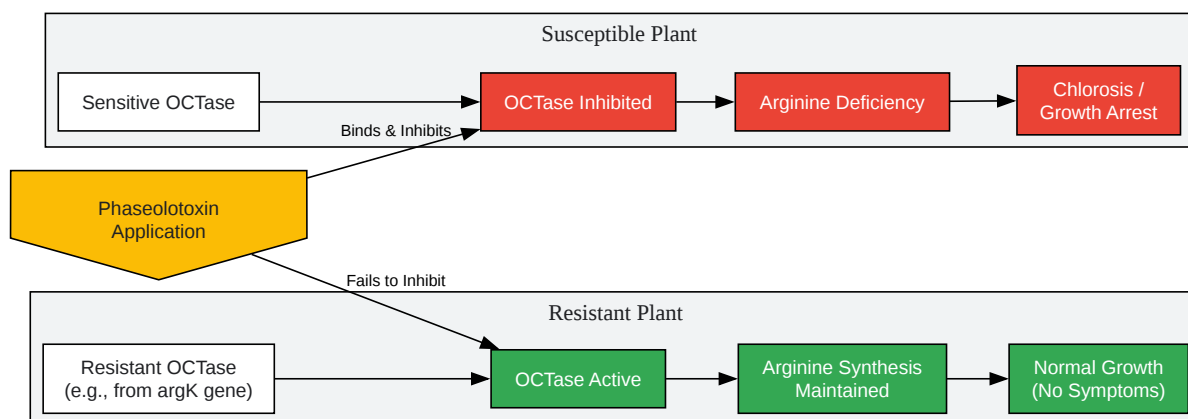 Susceptible Plant
Sensitive OCTase
OCTase Inhibited
Arginine Deficiency
Chlorosis /
Growth Arrest
Binds & Inhibits
Phaseolotoxin
Application
Fails to Inhibit
Resistant Plant
Resistant OCTase
(e.g., from argK gene)
OCTase Active
Arginine Synthesis
Maintained
Normal Growth
(No Symptoms)